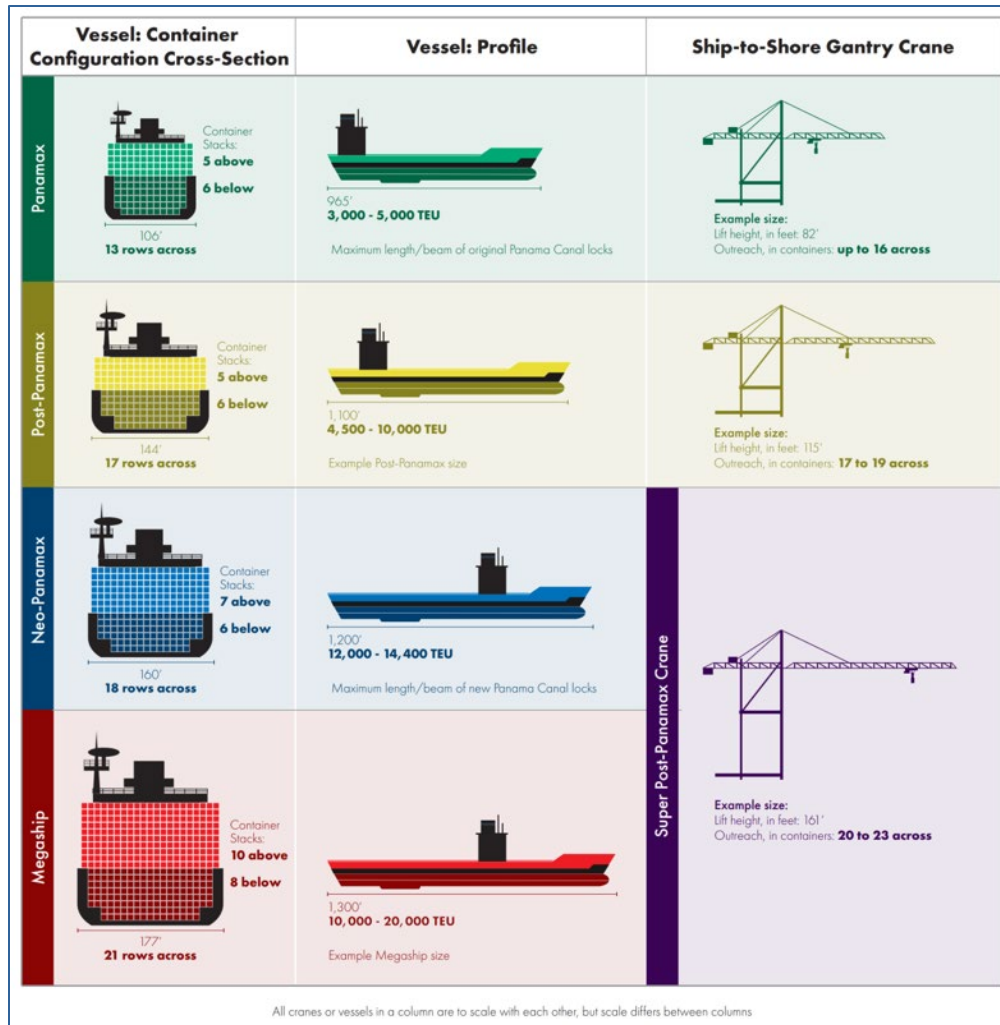 Vessel: Container
Configuration Cross-Section
Vessel: Profile
Ship-to-Shore Gantry Crane
Panamax
Container
Stacks:
5 above
6 below
106'
13 rows across
965'
3,000 - 5,000 TEU
Maximum length/beam of original Panama Canal locks
Example size:
Lift height, in feet: 82'
Outreach, in containers: up to 16 across
Post-Panamax
Container
Stacks:
5 above
6 below
144'
17 rows across
1,100'
4,500 - 10,000 TEU
Example Post-Panamax size
Example size:
Lift height, in feet: 115'
Outreach, in containers: 17 to 19 across
Neo-Panamax
Container
Stacks:
7 above
6 below
160'
18 rows across
1,200'
12,000 - 14,400 TEU
Maximum length/beam of new Panama Canal locks
Megaship
Container
Stacks:
10 above
8 below
177'
21 rows across
1,300'
10,000 - 20,000 TEU
Example Megaship size
Super Post-Panamax Crane
Example size:
Lift height, in feet: 161'
Outreach, in containers: 20 to 23 across
All cranes or vessels in a column are to scale with each other, but scale differs between columns